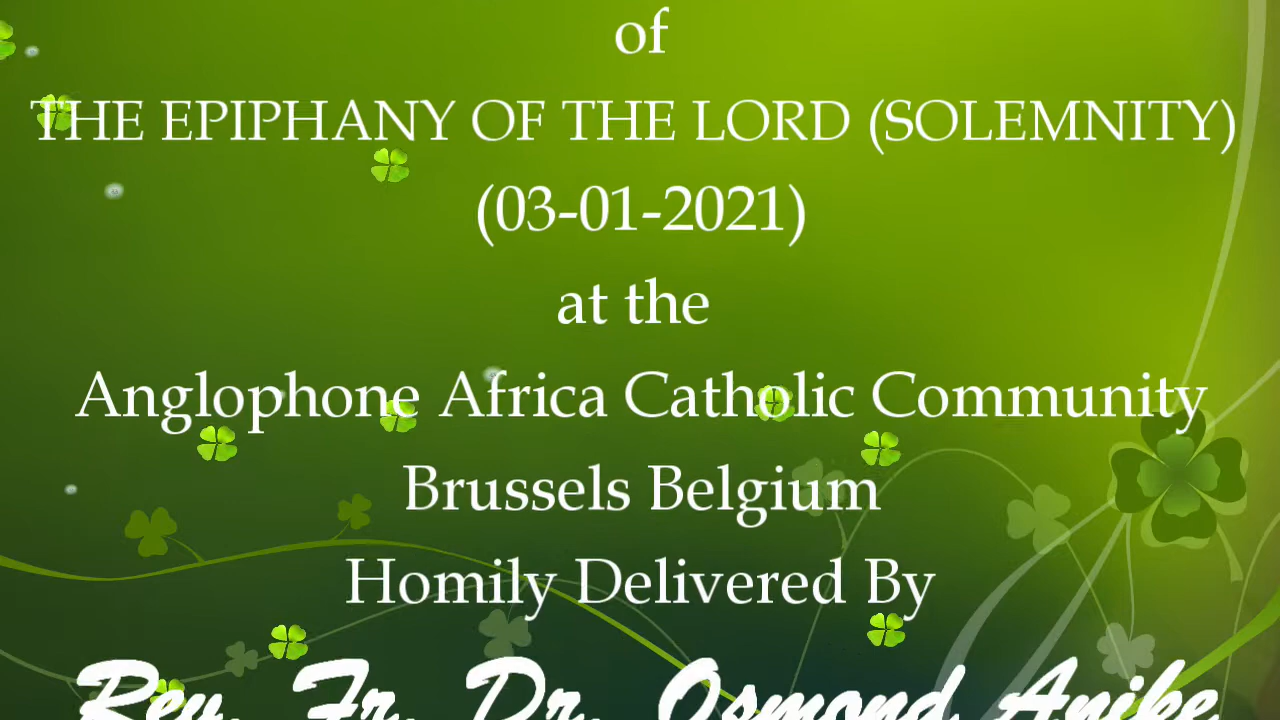 of
THE EPIPHANY OF THE LORD (SOLEMNITY)
(03-01-2021)
at the
Anglophone Africa Catholic Community
Brussels Belgium
Homily Delivered By
Rev. Fr. Dr. Osmond Anike